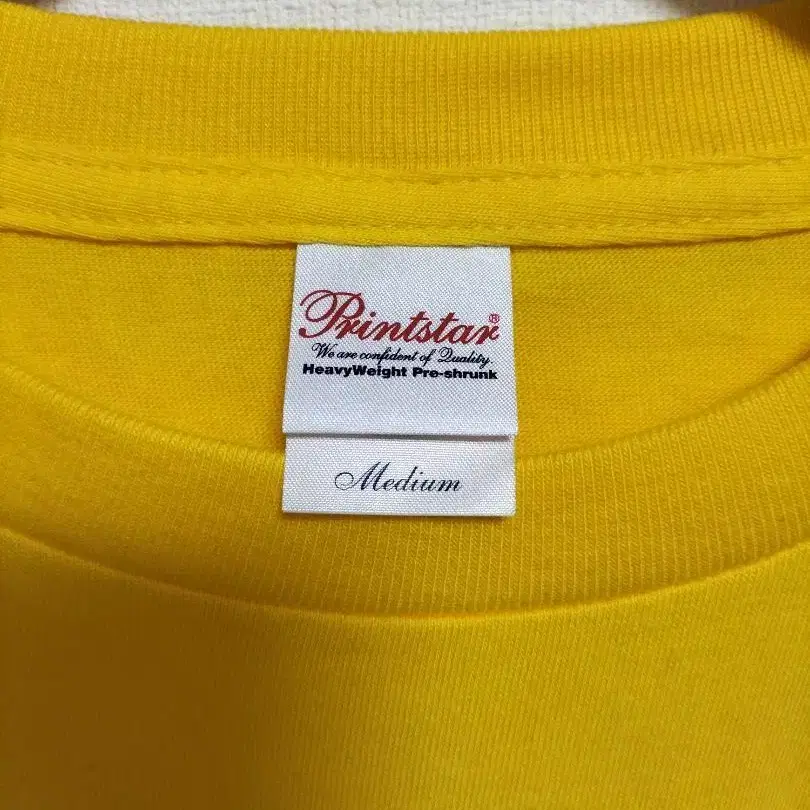 Printstar®
We are confident of Quality.
HeavyWeight Pre-shrunk
Medium